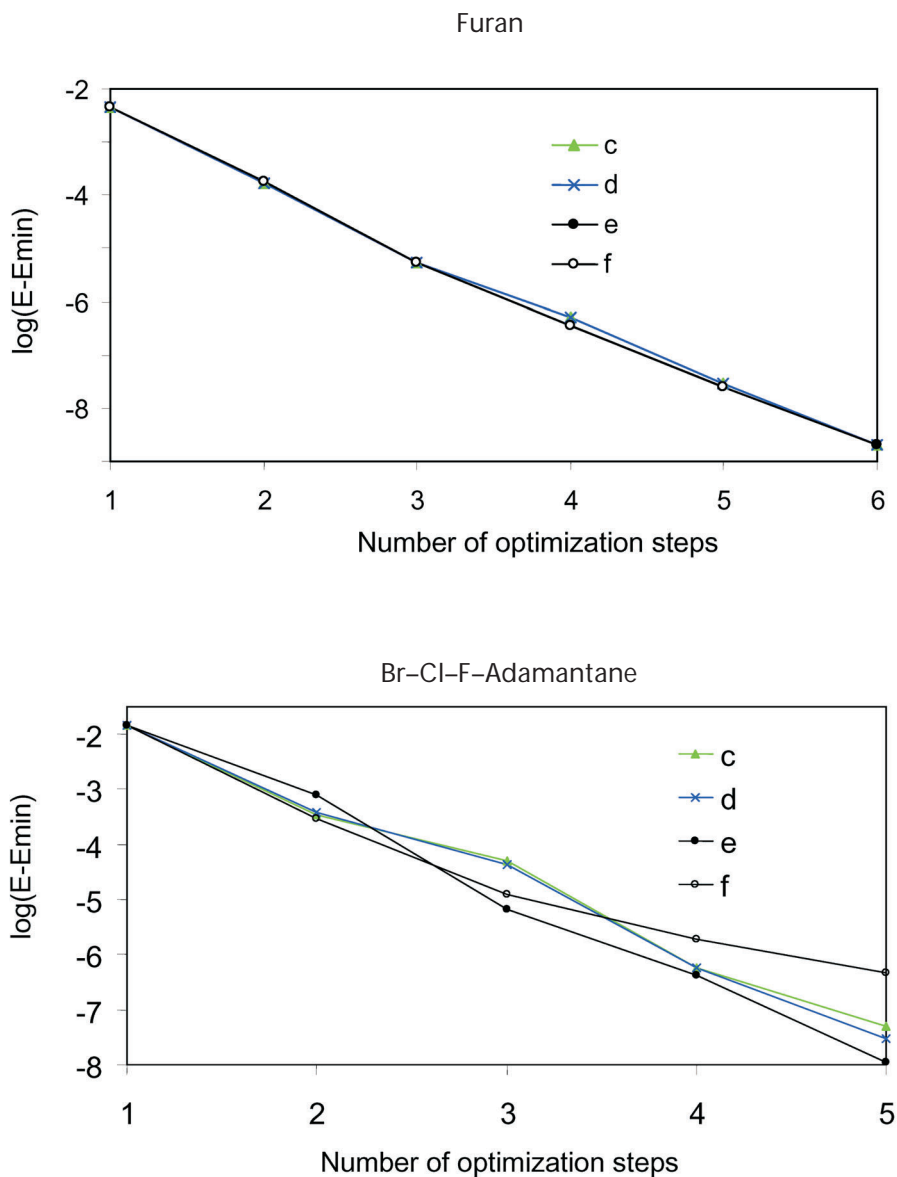 Furan
-2
-4
-6
-8
log(E-Emin)
c
d
e
f
1 2 3 4 5 6
Number of optimization steps
Br–Cl–F–Adamantane
-2
-3
-4
-5
-6
-7
-8
log(E-Emin)
c
d
e
f
1 2 3 4 5
Number of optimization steps